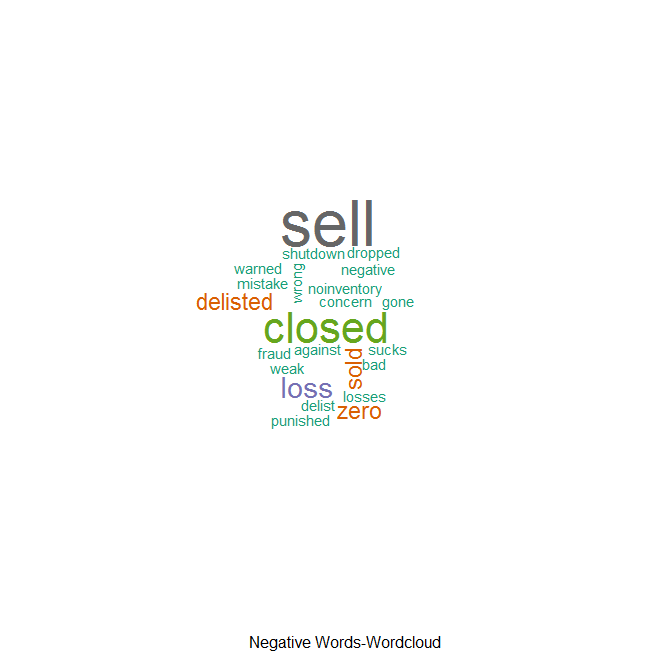 sell
shutdown dropped
warned wrong negative
mistake noinventory
delisted concern gone
closed
fraud against sold sucks
weak bad
loss losses
delist zero
punished
Negative Words-Wordcloud